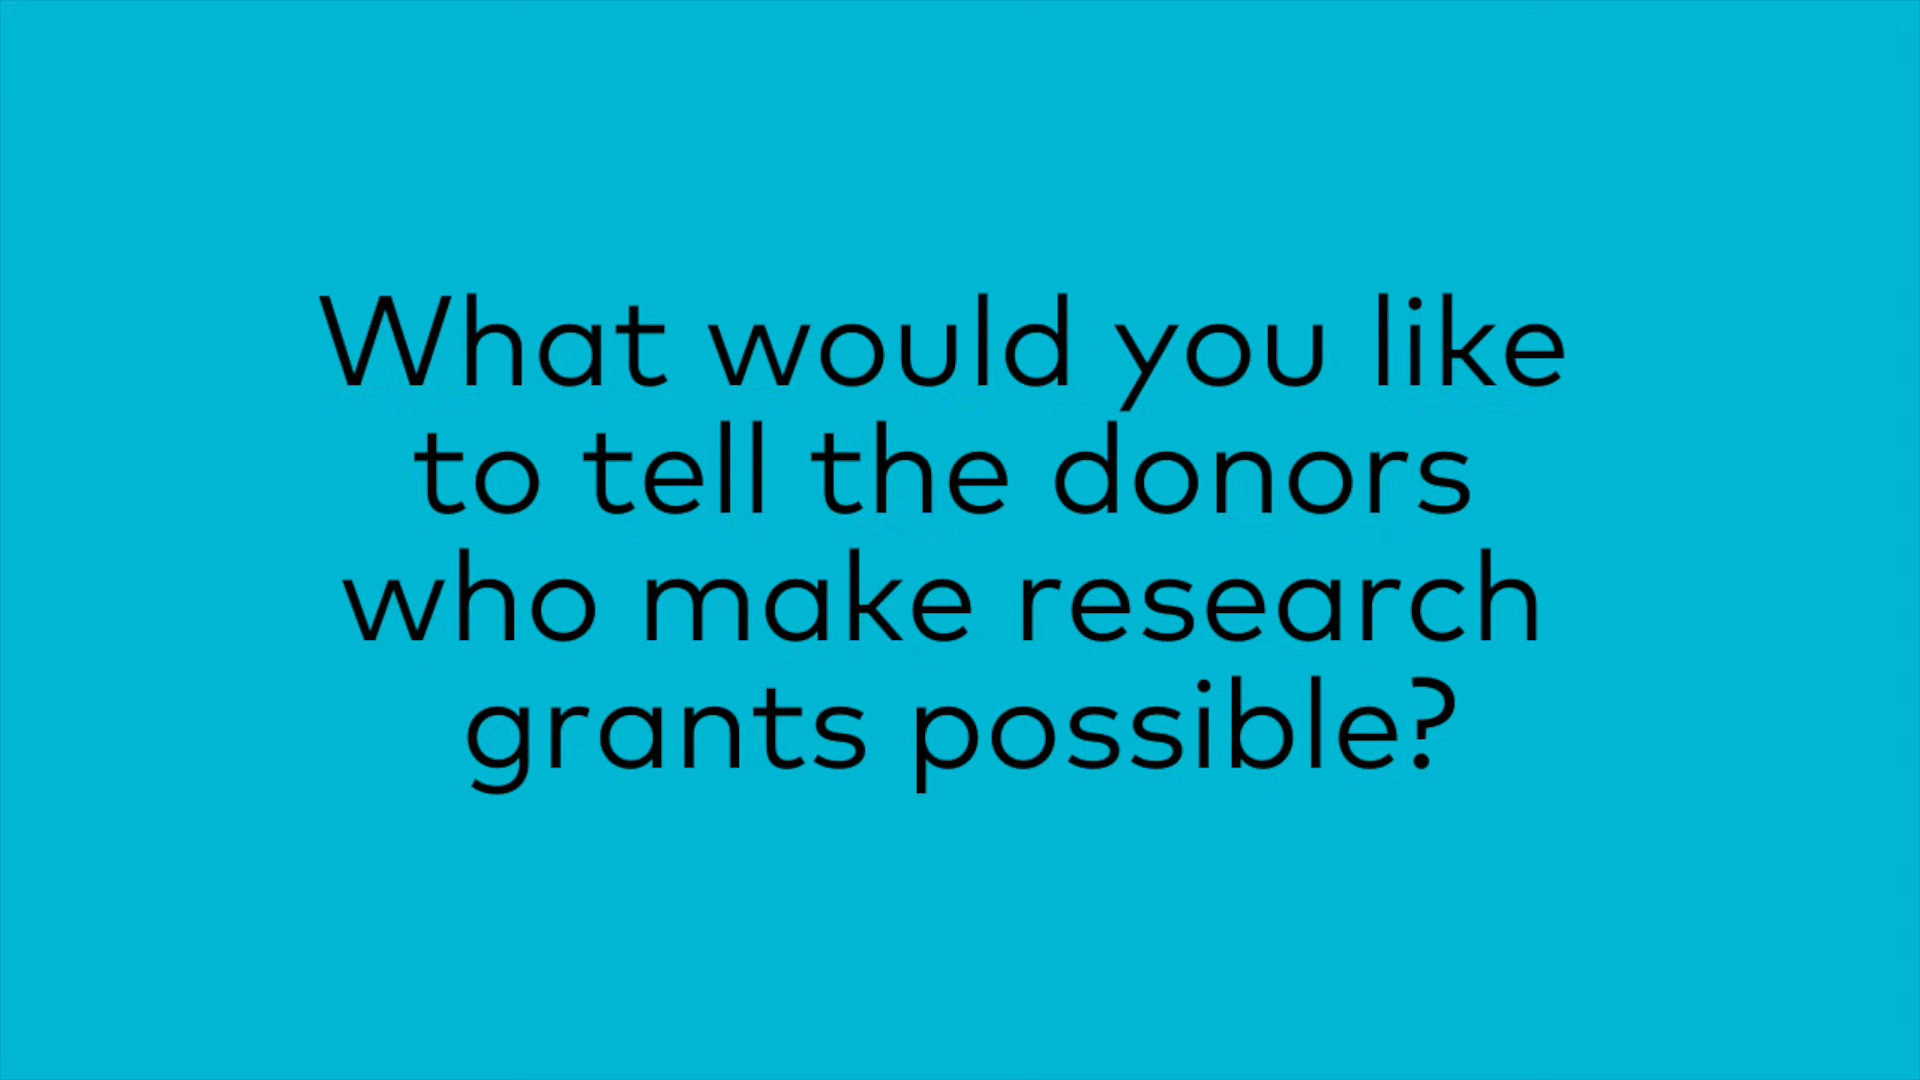 What would you like
to tell the donors
who make research
grants possible?